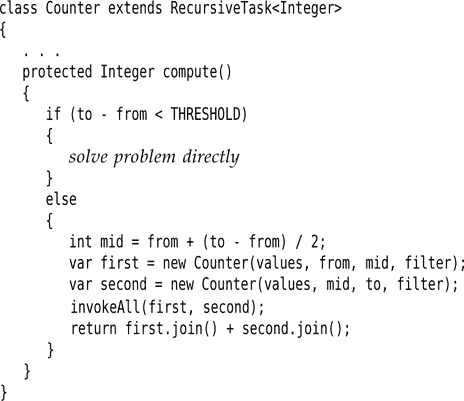 class Counter extends RecursiveTask<Integer>
{
   . . .
   protected Integer compute()
   {
      if (to - from < THRESHOLD)
      {
         solve problem directly
      }
      else
      {
         int mid = from + (to - from) / 2;
         var first = new Counter(values, from, mid, filter);
         var second = new Counter(values, mid, to, filter);
         invokeAll(first, second);
         return first.join() + second.join();
      }
   }
}